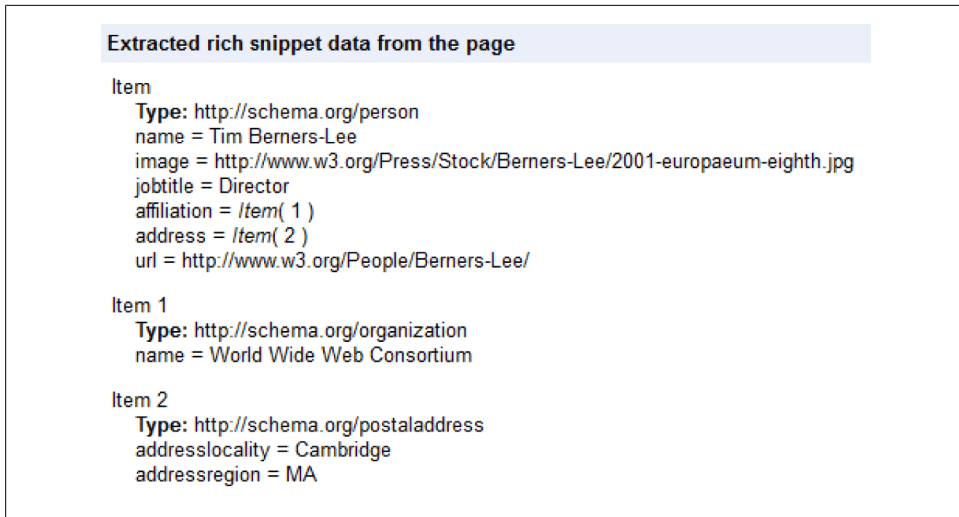 Extracted rich snippet data from the page
Item
Type: http://schema.org/person
name = Tim Berners-Lee
image = http://www.w3.org/Press/Stock/Berners-Lee/2001-europaeum-eighth.jpg
jobtitle = Director
affiliation = Item( 1 )
address = Item( 2 )
url = http://www.w3.org/People/Berners-Lee/
Item 1
Type: http://schema.org/organization
name = World Wide Web Consortium
Item 2
Type: http://schema.org/postaladdress
addresslocality = Cambridge
addressregion = MA